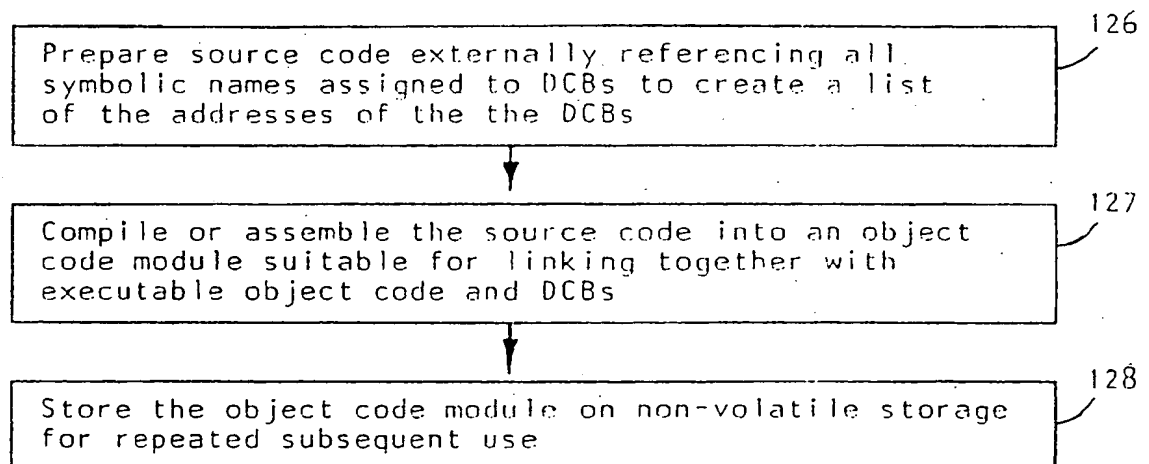 126
Prepare source code externally referencing all
symbolic names assigned to DCBs to create a list
of the addresses of the the DCBs
127
Compile or assemble the source code into an object
code module suitable for linking together with
executable object code and DCBs
128
Store the object code module on non-volatile storage
for repeated subsequent use